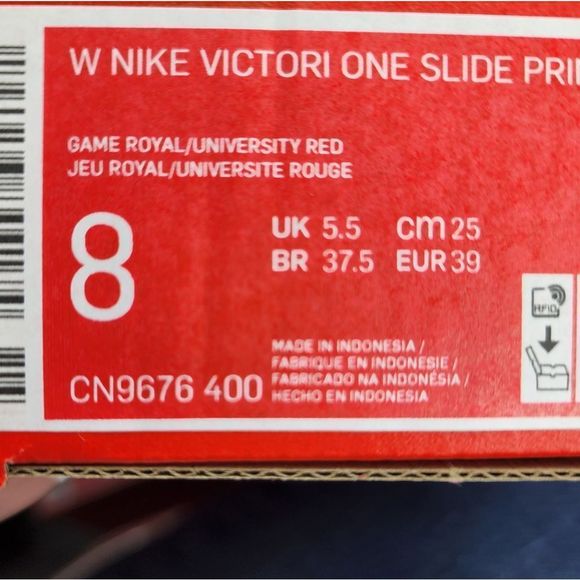 W NIKE VICTORI ONE SLIDE
GAME ROYAL/UNIVERSITY RED
JEU ROYAL/UNIVERSITE ROUGE
8
UK 5.5 cm 25
BR 37.5 EUR 39
RFID
MADE IN INDONESIA /
FABRIQUE EN INDONESIE /
FABRICADO NA INDONÉSIA /
HECHO EN INDONESIA
CN9676 400